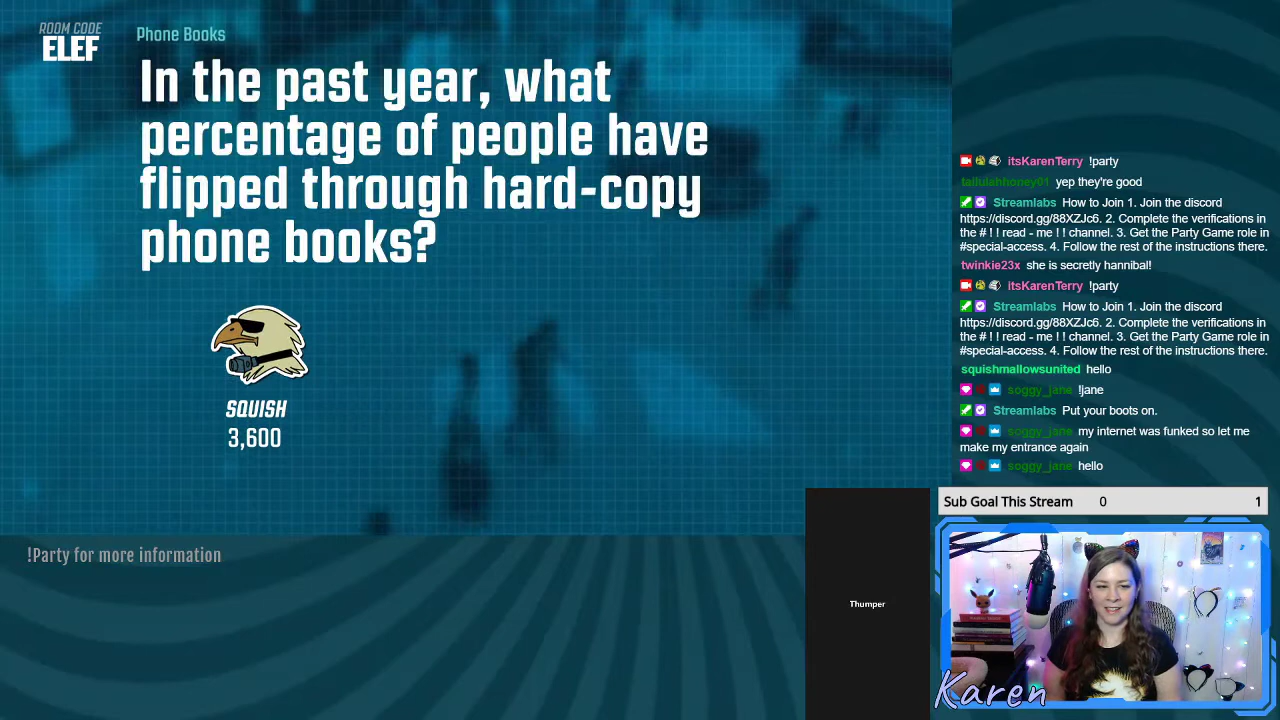 ROOM CODE
ELEF
Phone Books
In the past year, what
percentage of people have
flipped through hard-copy
phone books?
SQUISH
3,600
!Party for more information
Thumper
itsKarenTerry !party
tallulahhoney01 yep they're good
Streamlabs How to Join 1. Join the discord
https://discord.gg/88XZJc6. 2. Complete the verifications in
the # ! ! read - me ! ! channel. 3. Get the Party Game role in
#special-access. 4. Follow the rest of the instructions there.
twinkie23x she is secretly hannibal!
itsKarenTerry !party
Streamlabs How to Join 1. Join the discord
https://discord.gg/88XZJc6. 2. Complete the verifications in
the # ! ! read - me ! ! channel. 3. Get the Party Game role in
#special-access. 4. Follow the rest of the instructions there.
squishmallowsunited hello
soggy_jane !jane
Streamlabs Put your boots on.
soggy_jane my internet was funked so let me
make my entrance again
soggy_jane hello
Sub Goal This Stream 0 1
Karen